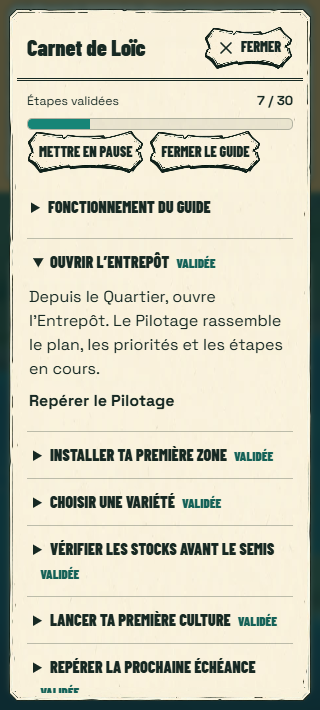 Carnet de Loïc
FERMER
Étapes validées 7 / 30
METTRE EN PAUSE FERMER LE GUIDE
FONCTIONNEMENT DU GUIDE
OUVRIR L'ENTREPÔT VALIDÉE
Depuis le Quartier, ouvre
l'Entrepôt. Le Pilotage rassemble
le plan, les priorités et les étapes
en cours.
Repérer le Pilotage
INSTALLER TA PREMIÈRE ZONE VALIDÉE
CHOISIR UNE VARIÉTÉ VALIDÉE
VÉRIFIER LES STOCKS AVANT LE SEMIS
VALIDÉE
LANCER TA PREMIÈRE CULTURE VALIDÉE
REPÉRER LA PROCHAINE ÉCHÉANCE
VALIDÉE